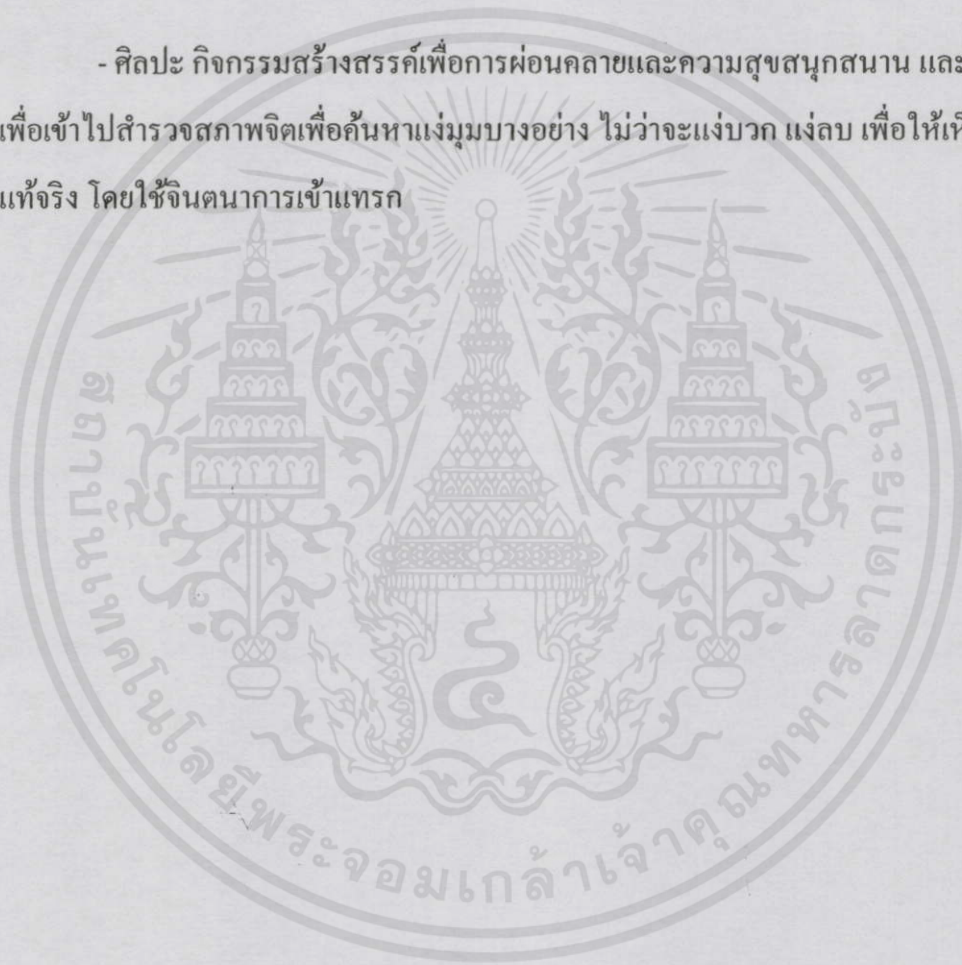 - ศิลปะ กิจกรรมสร้างสรรค์เพื่อการผ่อนคลายและความสุขสนุกสนาน และ
เพื่อเข้าไปสำรวจสภาพจิตเพื่อค้นหาแง่มุมบางอย่าง ไม่ว่าจะแง่บวก แง่ลบ เพื่อให้เห็
แท้จริง โดยใช้จินตนาการเข้าแทรก
สถาบันเทคโนโลยีพระจอมเกล้าเจ้าคุณทหารลาดกระบัง
๔